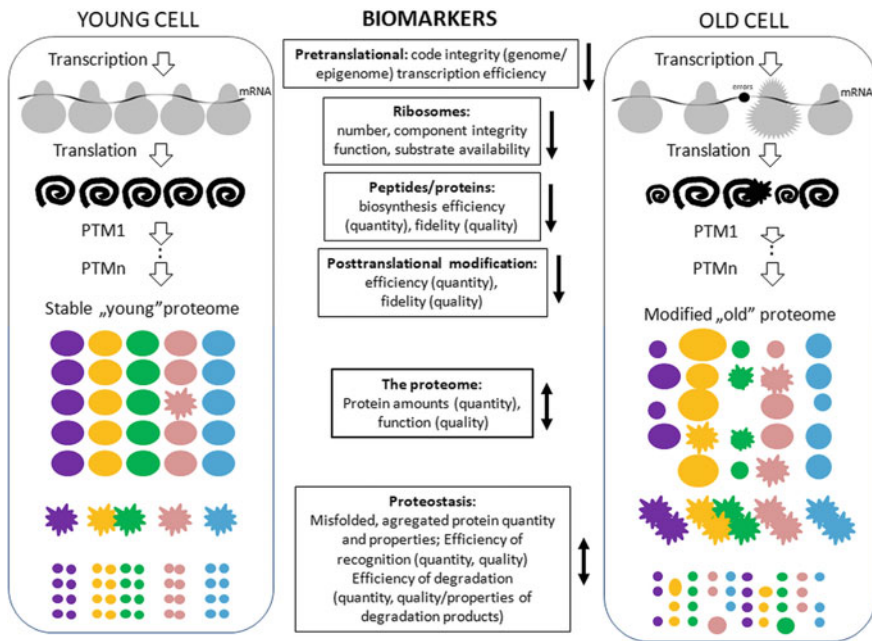 YOUNG CELL
Transcription
mRNA
Translation
PTM1
PTMn
Stable „young”proteome
BIOMARKERS
Pretranslational: code integrity (genome/
epigenome) transcription efficiency
Ribosomes:
number, component integrity
function, substrate availability
Peptides/proteins:
biosynthesis efficiency
(quantity), fidelity (quality)
Posttranslational modification:
efficiency (quantity),
fidelity (quality)
The proteome:
Protein amounts (quantity),
function (quality)
Proteostasis:
Misfolded, agregated protein quantity
and properties; Efficiency of
recognition (quantity, quality)
Efficiency of degradation
(quantity, quality/properties of
degradation products)
OLD CELL
Transcription
errors
mRNA
Translation
PTM1
PTMn
Modified „old” proteome